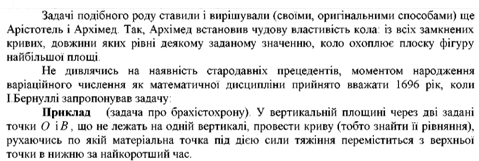 Задачі подібного роду ставили і вирішували (своїми, оригінальними способами) ще
Арістотель і Архімед. Так, Архімед встановив чудову властивість кола: із всіх замкнених
кривих, довжини яких рівні деякому заданому значенню, коло охоплює плоску фігуру
найбільшої площі.
Не дивлячись на наявність стародавніх прецедентів, моментом народження
варіаційного числення як математичної дисципліни прийнято вважати 1696 рік, коли
І.Бернуллі запропонував задачу:
Приклад (задача про брахістохрону). У вертикальній площині через дві задані
точки O і B, що не лежать на одній вертикалі, провести криву (тобто знайти її рівняння),
рухаючись по якій матеріальна точка під дією сили тяжіння переміститься з верхньої
точки в нижню за найкоротший час.